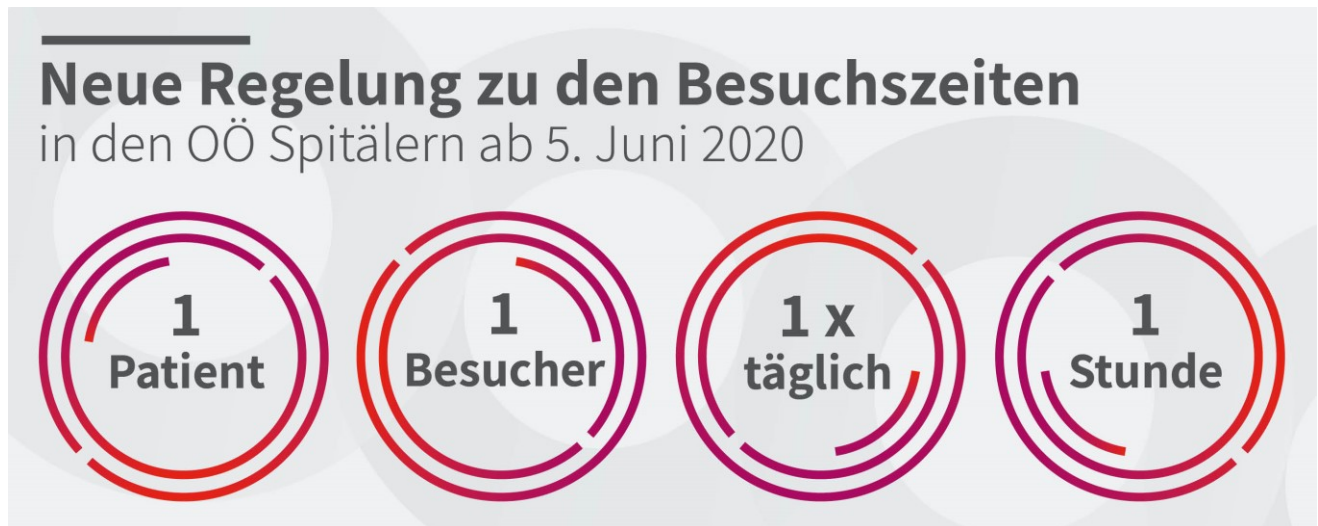 Neue Regelung zu den Besuchszeiten
in den OÖ Spitälern ab 5. Juni 2020
1
Patient
1
Besucher
1 x
täglich
1
Stunde